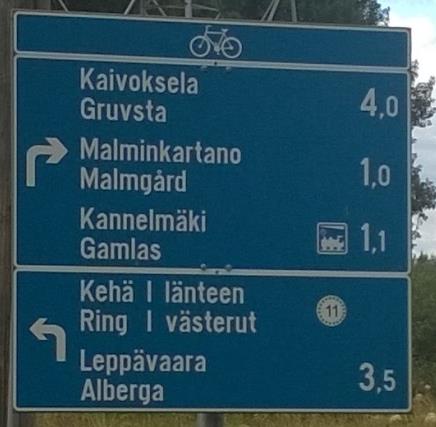 Kaivoksela
Gruvsta 4,0
Malminkartano
Malmgård 1,0
Kannelmäki
Gamlas 1,1
Kehä I länteen
Ring I västerut 11
Leppävaara
Alberga 3,5